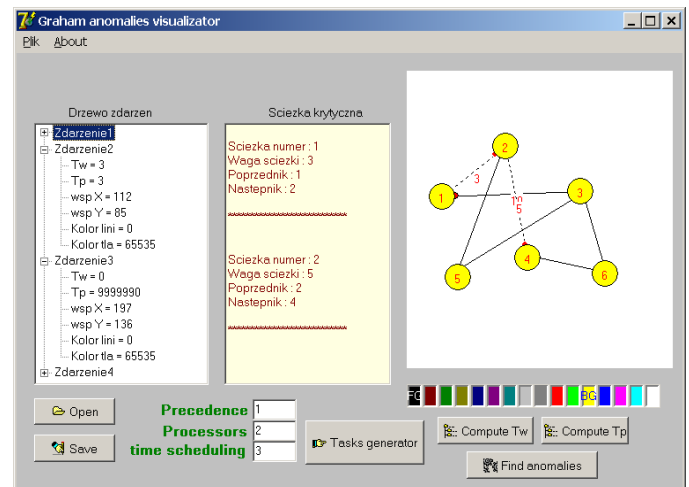 Graham anomalies visualizator
Plik About
Drzewo zdarzen
Zdarzenie1
Zdarzenie2
Tw = 3
Tp = 3
wsp X = 112
wsp Y = 85
Kolor lini = 0
Kolor tla = 65535
Zdarzenie3
Tw = 0
Tp = 9999990
wsp X = 197
wsp Y = 136
Kolor lini = 0
Kolor tla = 65535
Zdarzenie4
Sciezka krytyczna
Sciezka numer : 1
Waga sciezki : 3
Poprzednik : 1
Nastepnik : 2
Sciezka numer : 2
Waga sciezki : 5
Poprzednik : 2
Nastepnik : 4
2
3
1
3
5
4
5
6
FG BG
Open
Save
Precedence 1
Processors 2
time scheduling 3
Tasks generator
Compute Tw
Compute Tp
Find anomalies